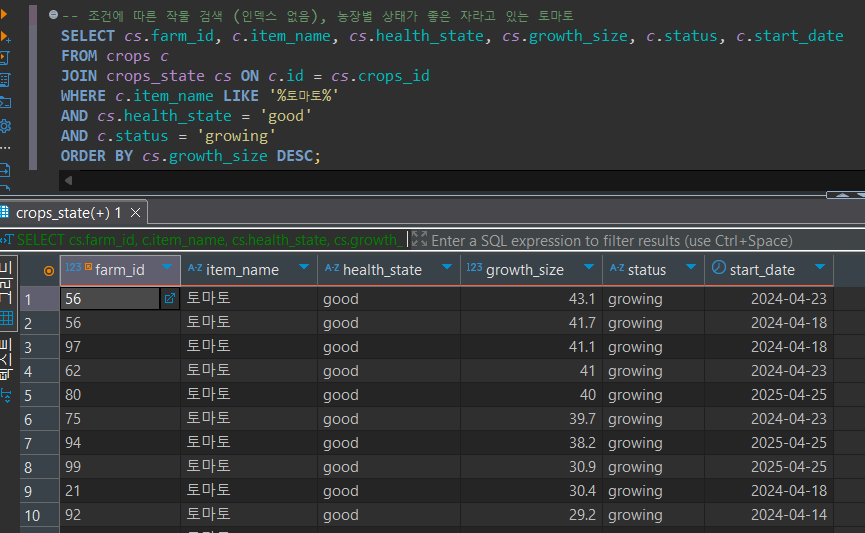 -- 조건에 따른 작물 검색 (인덱스 없음), 농장별 상태가 좋은 자라고 있는 토마토
SELECT cs.farm_id, c.item_name, cs.health_state, cs.growth_size, c.status, c.start_date
FROM crops c
JOIN crops_state cs ON c.id = cs.crops_id
WHERE c.item_name LIKE '%토마토%'
AND cs.health_state = 'good'
AND c.status = 'growing'
ORDER BY cs.growth_size DESC;
crops_state(+) 1
SELECT cs.farm_id, c.item_name, cs.health_state, cs.growth_ Enter a SQL expression to filter results (use Ctrl+Space)
그리드
텍스트
123 farm_id A-Z item_name A-Z health_state 123 growth_size A-Z status start_date
1 56 토마토 good 43.1 growing 2024-04-23
2 56 토마토 good 41.7 growing 2024-04-18
3 97 토마토 good 41.1 growing 2024-04-18
4 62 토마토 good 41 growing 2024-04-23
5 80 토마토 good 40 growing 2025-04-25
6 75 토마토 good 39.7 growing 2024-04-23
7 94 토마토 good 38.2 growing 2025-04-25
8 99 토마토 good 30.9 growing 2025-04-25
9 21 토마토 good 30.4 growing 2024-04-18
10 92 토마토 good 29.2 growing 2024-04-14